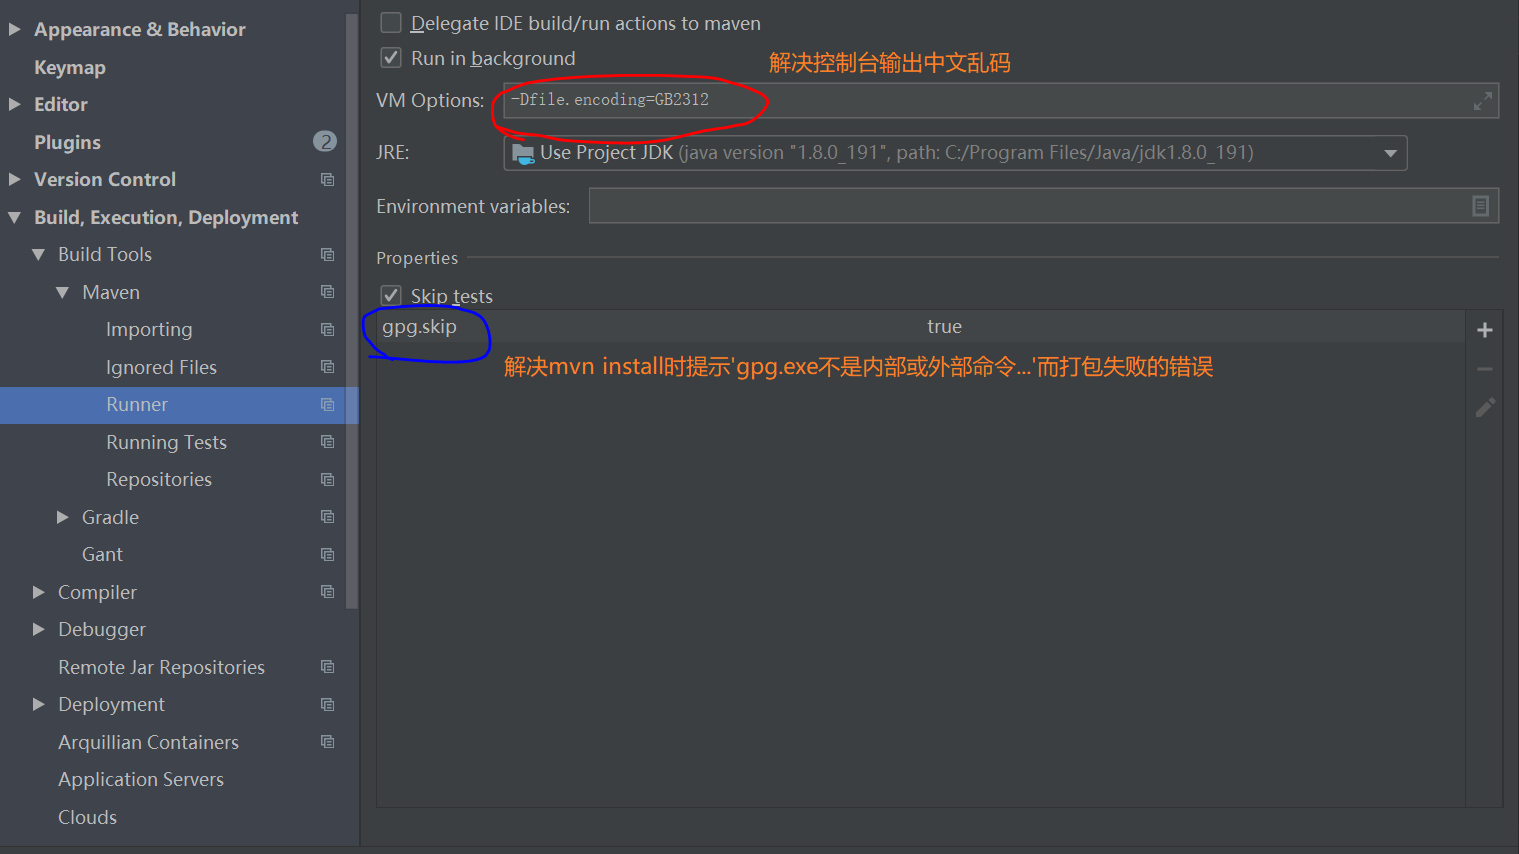 Appearance & Behavior
Keymap
Editor
Plugins 2
Version Control
Build, Execution, Deployment
Build Tools
Maven
Importing
Ignored Files
Runner
Running Tests
Repositories
Gradle
Gant
Compiler
Debugger
Remote Jar Repositories
Deployment
Arquillian Containers
Application Servers
Clouds
Delegate IDE build/run actions to maven
Run in background
解决控制台输出中文乱码
VM Options: -Dfile.encoding=GB2312
JRE: Use Project JDK (java version "1.8.0_191", path: C:/Program Files/Java/jdk1.8.0_191)
Environment variables:
Properties
Skip tests
gpg.skip true
解决mvn install时提示'gpg.exe不是内部或外部命令...'而打包失败的错误